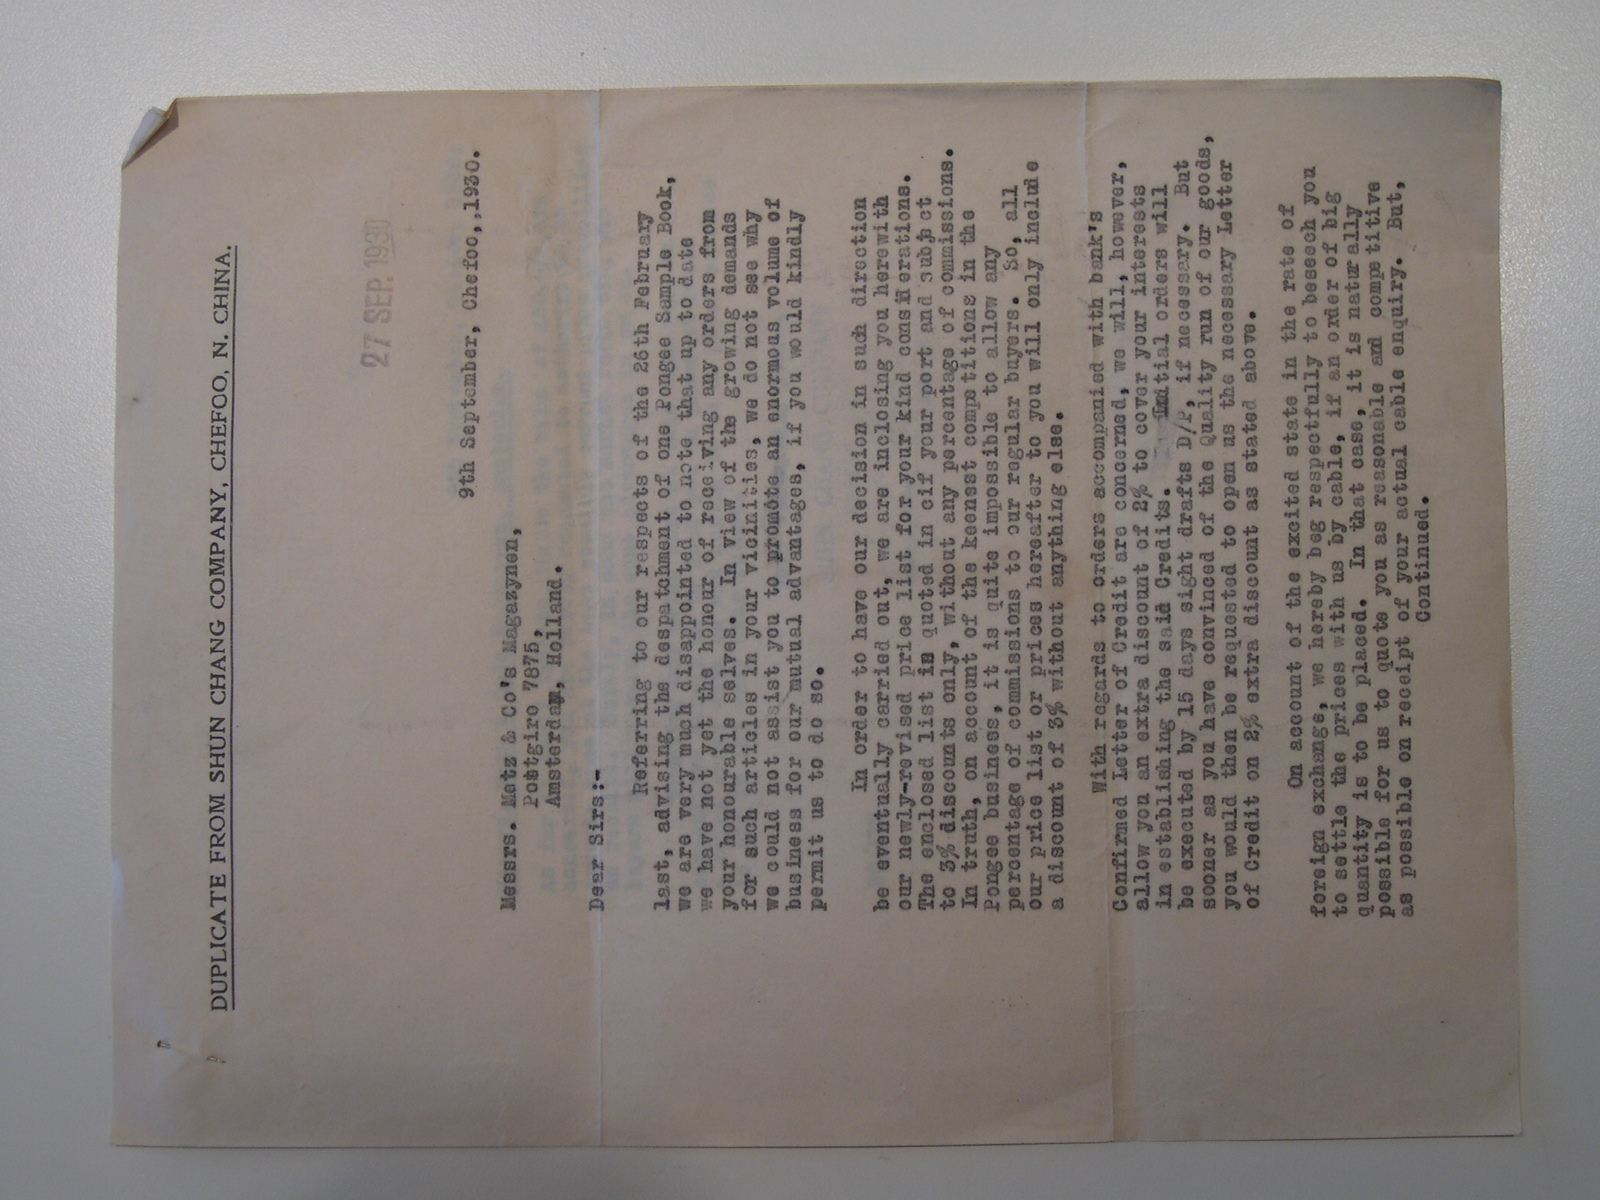 DUPLICATE FROM SHUN CHANG COMPANY, CHEFOO, N. CHINA.
27 SEP. 1930
9th September, Chefoo,,1930.
Messrs. Metz & Co's Magazynen,
Postgiro 7875,
Amsterdam, Holland.
Dear Sirs:-
Referring to our respects of the 26th February
last, advising the despatchment of one Pongee Sample Book,
we are very much disappointed to note that up to date
we have not yet the honour of receiving any orders from
your honourable selves. In view of the growing demands
for such articles in your vicinities, we do not see why
we could not assist you to promote an enormous volume of
business for our mutual advantages, if you would kindly
permit us to do so.
In order to have our decision in such direction
be eventually carried out, we are inclosing you herewith
our newly-revised price list for your kind considerations.
The enclosed list is quoted in cif your port and subject
to 3% discounts only, without any percentage of commissions.
In truth, on account of the keenest competitions in the
Pongee business, it is quite impossible to allow any
percentage of commissions to our regular buyers. So, all
our price list or prices hereafter to you will only include
a discount of 3% without anything else.
With regards to orders accompanied with bank's
Confirmed Letter of Credit are concerned, we will, however,
allow you an extra discount of 2% to cover your interests
in establishing the said Credits. Initial orders will
be executed by 15 days sight drafts D/P, if necessary. But
sooner as you have convinced of the Quality run of our goods,
you would then be requested to open us the necessary Letter
of Credit on 2% extra discount as stated above.
On account of the excited state in the rate of
foreign exchange, we hereby beg respectfully to beseech you
to settle the prices with us by cable, if an order of big
quantity is to be placed. In that case, it is naturally
possible for us to quote you as reasonable and competitive
as possible on receipt of your actual cable enquiry. But,
Continued.